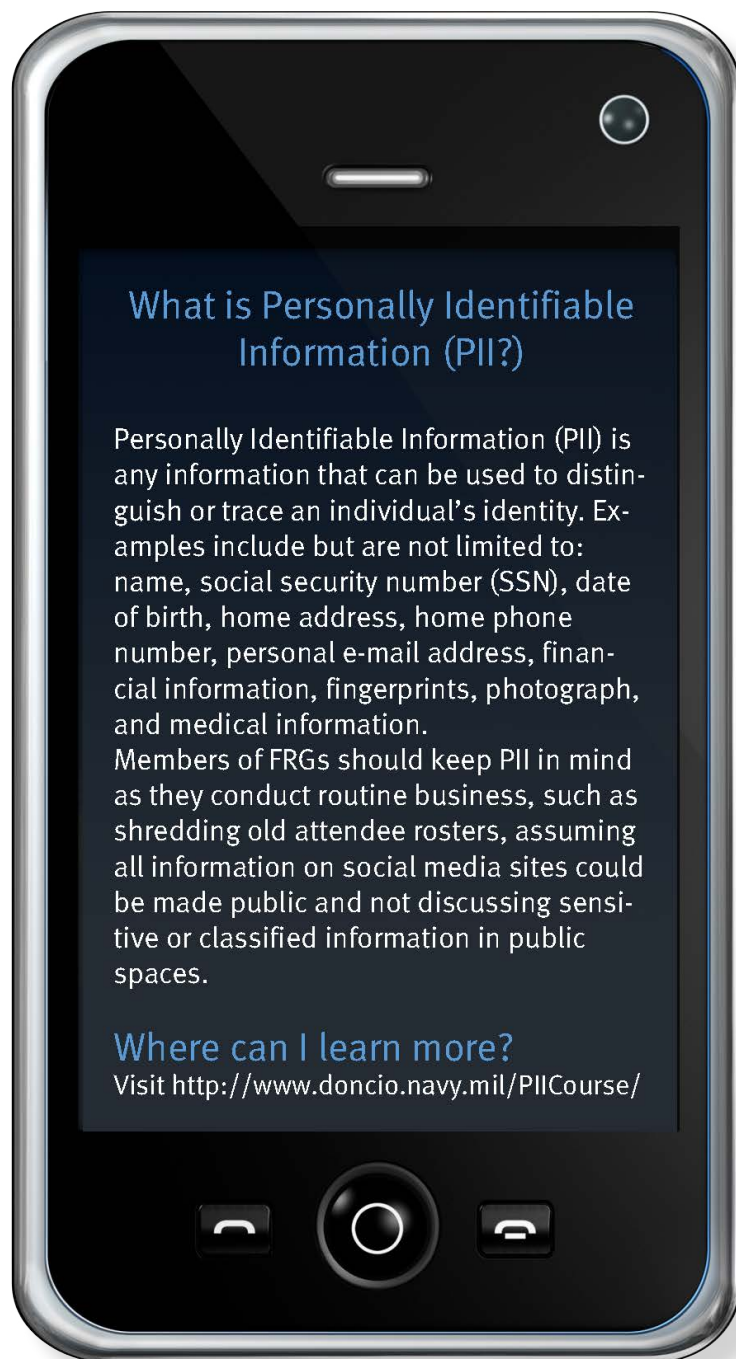 What is Personally Identifiable
Information (PII?)
Personally Identifiable Information (PII) is
any information that can be used to distin-
guish or trace an individual's identity. Ex-
amples include but are not limited to:
name, social security number (SSN), date
of birth, home address, home phone
number, personal e-mail address, finan-
cial information, fingerprints, photograph,
and medical information.
Members of FRGs should keep PII in mind
as they conduct routine business, such as
shredding old attendee rosters, assuming
all information on social media sites could
be made public and not discussing sensi-
tive or classified information in public
spaces.
Where can I learn more?
Visit http://www.doncio.navy.mil/PIICourse/